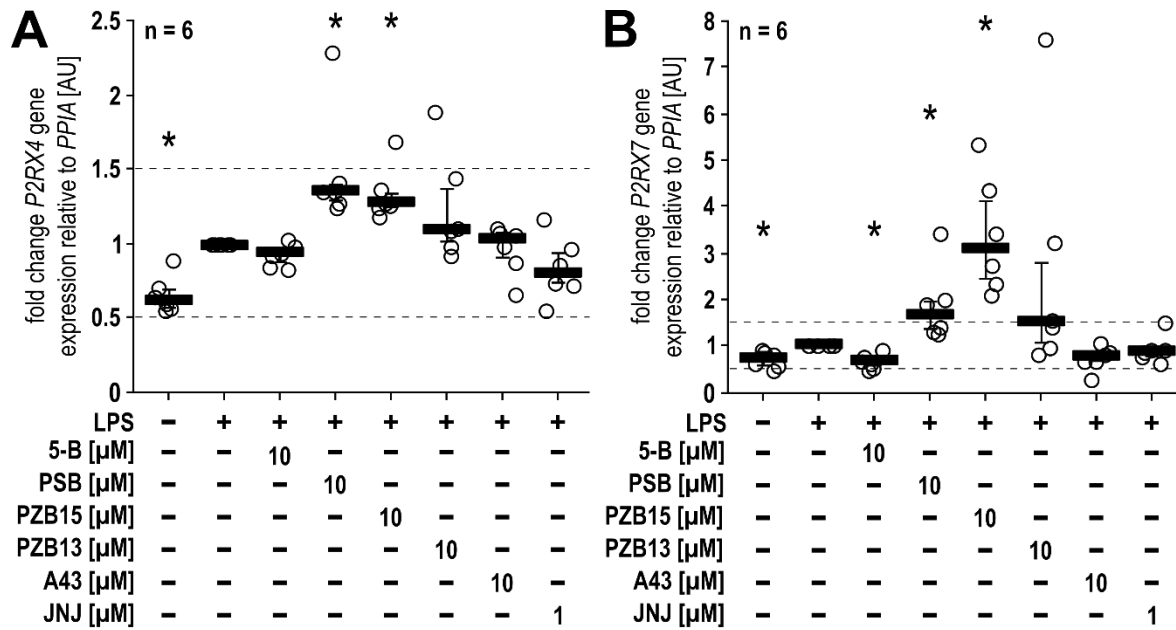 A
n = 6
* * *
fold change P2RX4 gene
expression relative to PPIA [AU]
2.5
2
1.5
1
0.5
0
LPS − + + + + + + +
5-B [µM] − − 10 − − − − −
PSB [µM] − − − 10 − − − −
PZB15 [µM] − − − − 10 − − −
PZB13 [µM] − − − − − 10 − −
A43 [µM] − − − − − − 10 −
JNJ [µM] − − − − − − − 1
B
n = 6
* * * *
fold change P2RX7 gene
expression relative to PPIA [AU]
8
7
6
5
4
3
2
1
0
LPS − + + + + + + +
5-B [µM] − − 10 − − − − −
PSB [µM] − − − 10 − − − −
PZB15 [µM] − − − − 10 − − −
PZB13 [µM] − − − − − 10 − −
A43 [µM] − − − − − − 10 −
JNJ [µM] − − − − − − − 1